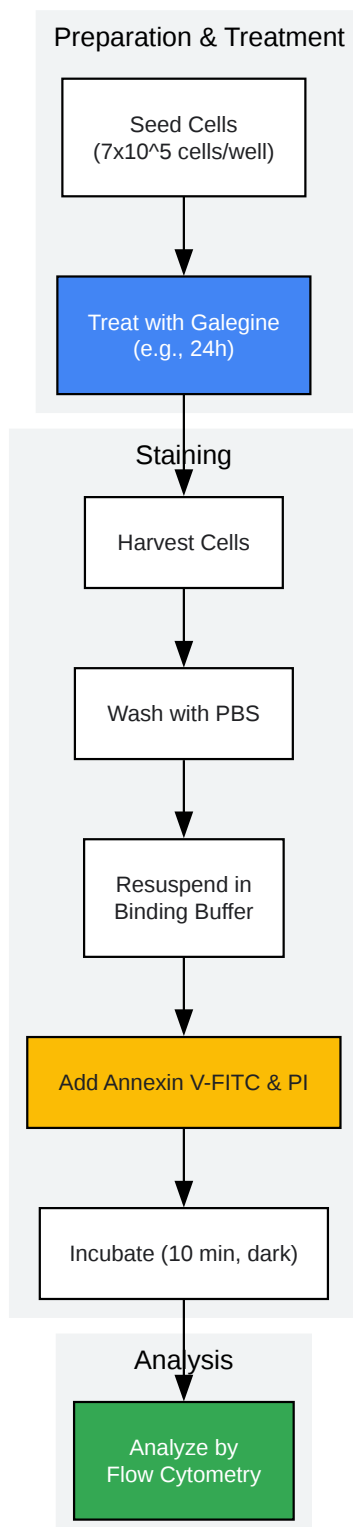 Preparation & Treatment
Seed Cells
(7x10^5 cells/well)
Treat with Galegine
(e.g., 24h)
Staining
Harvest Cells
Wash with PBS
Resuspend in
Binding Buffer
Add Annexin V-FITC & PI
Incubate (10 min, dark)
Analysis
Analyze by
Flow Cytometry